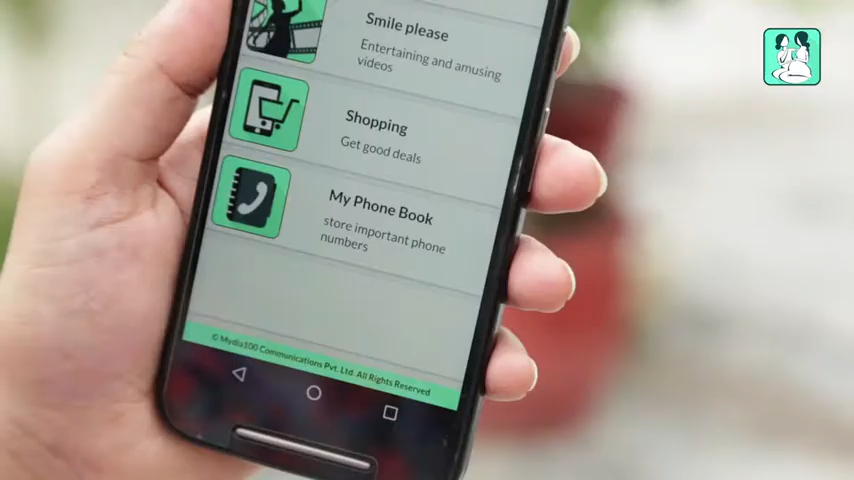 Smile please
Entertaining and amusing
videos
Shopping
Get good deals
My Phone Book
store important phone
numbers
© Mydia100 Communications Pvt. Ltd. All Rights Reserved